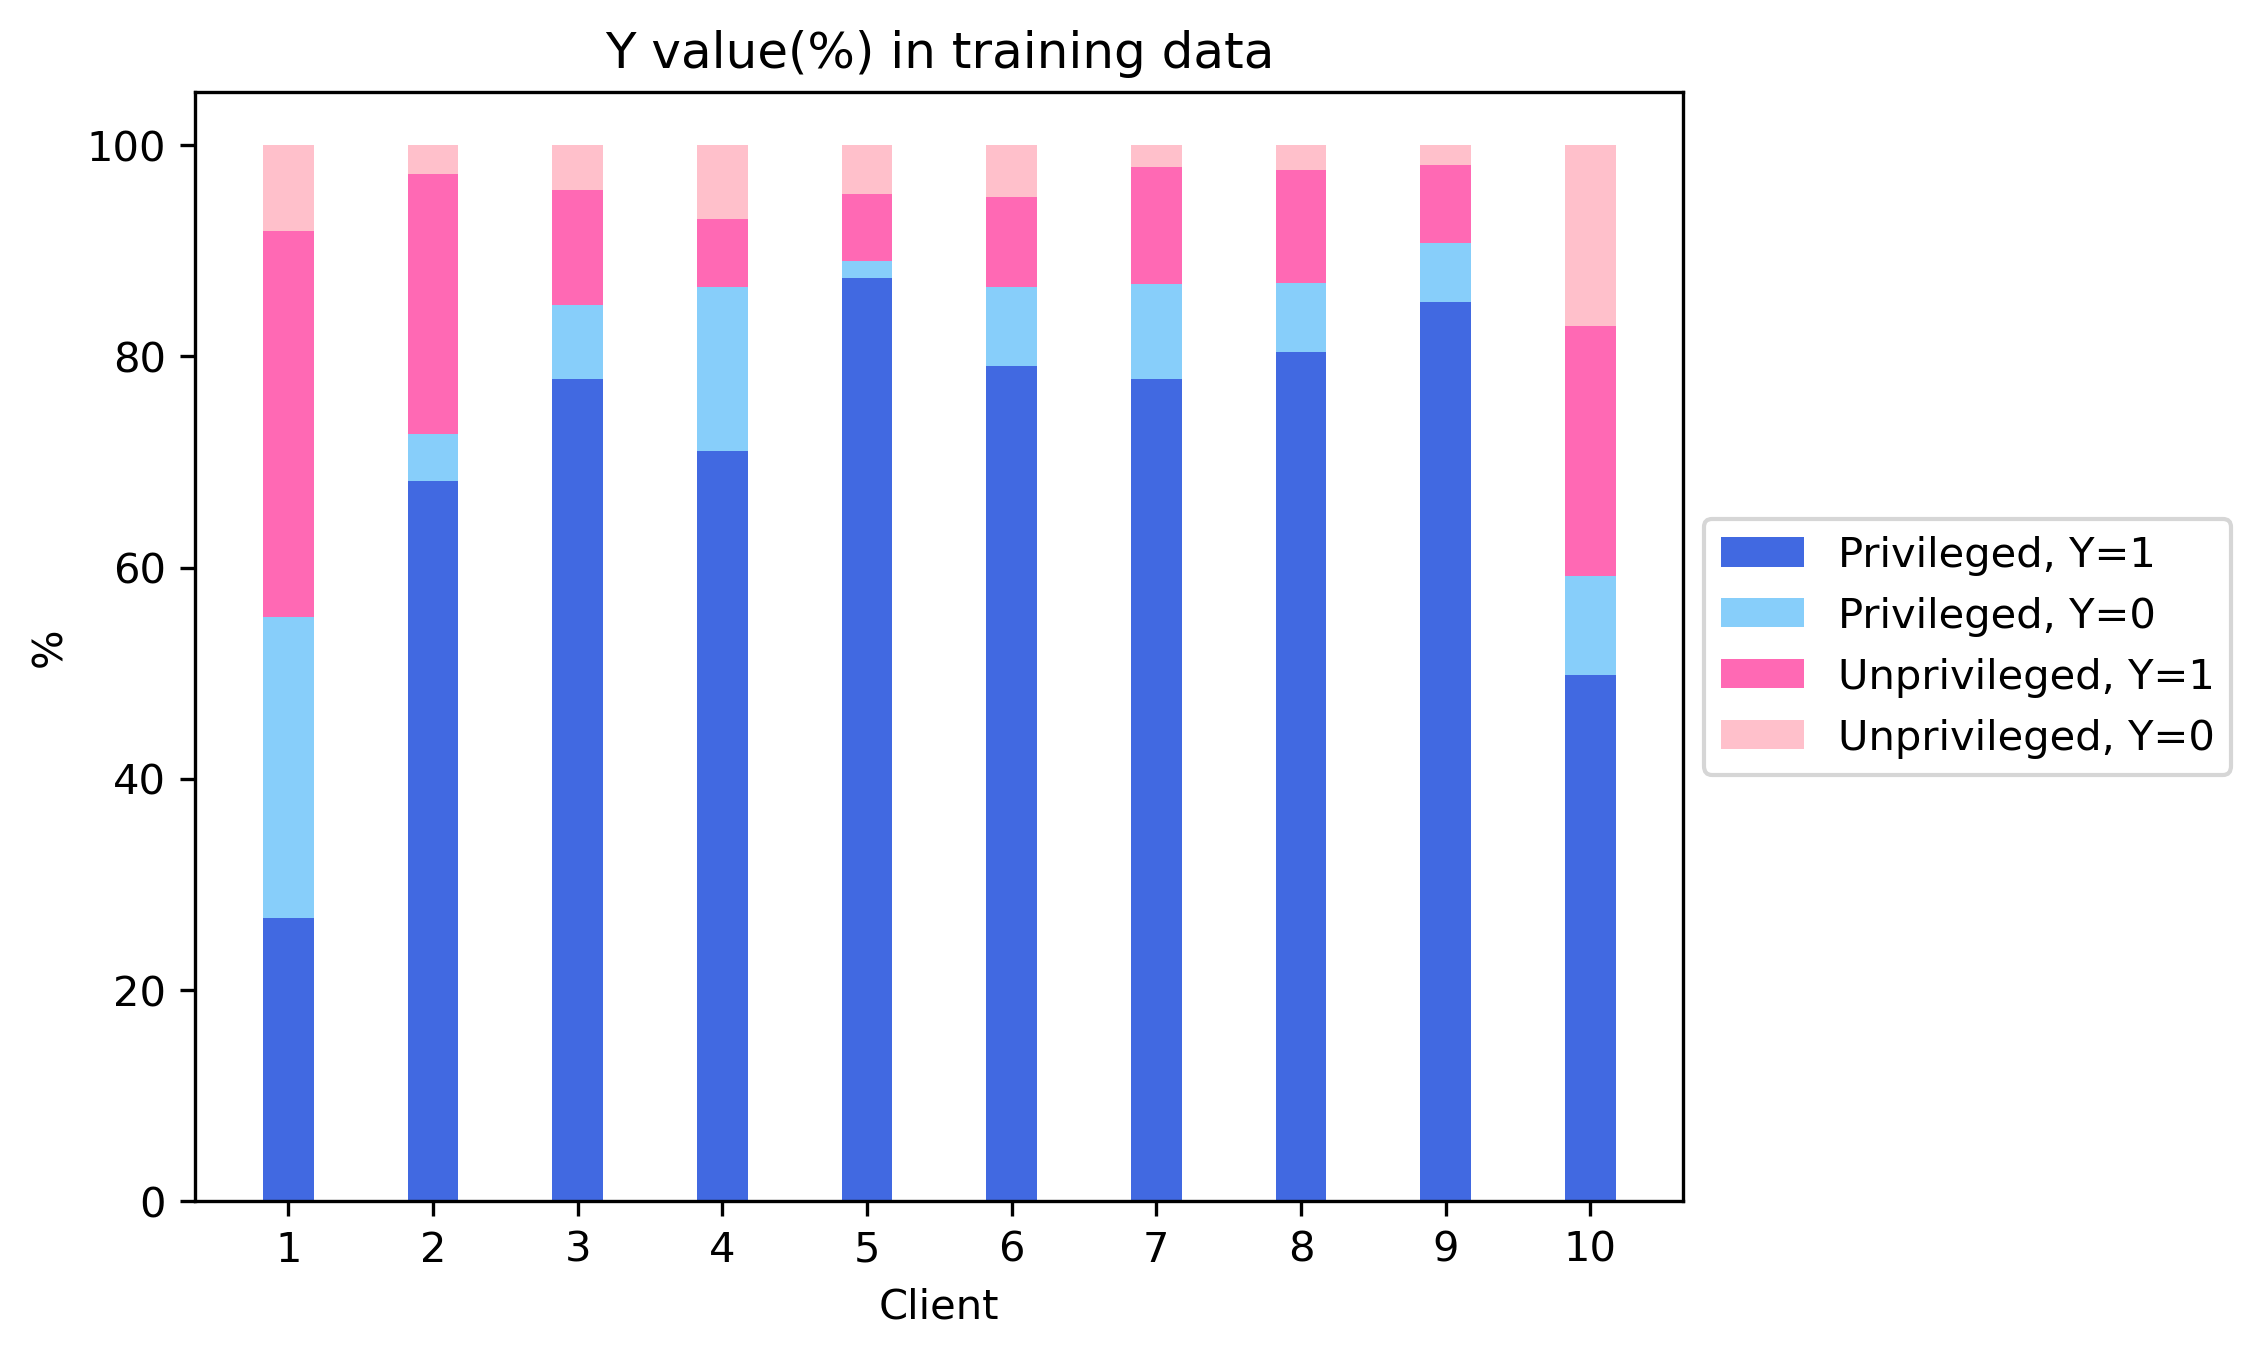 Y value(%) in training data
100
80
60
40
20
0
%
1 2 3 4 5 6 7 8 9 10
Client
Privileged, Y=1
Privileged, Y=0
Unprivileged, Y=1
Unprivileged, Y=0